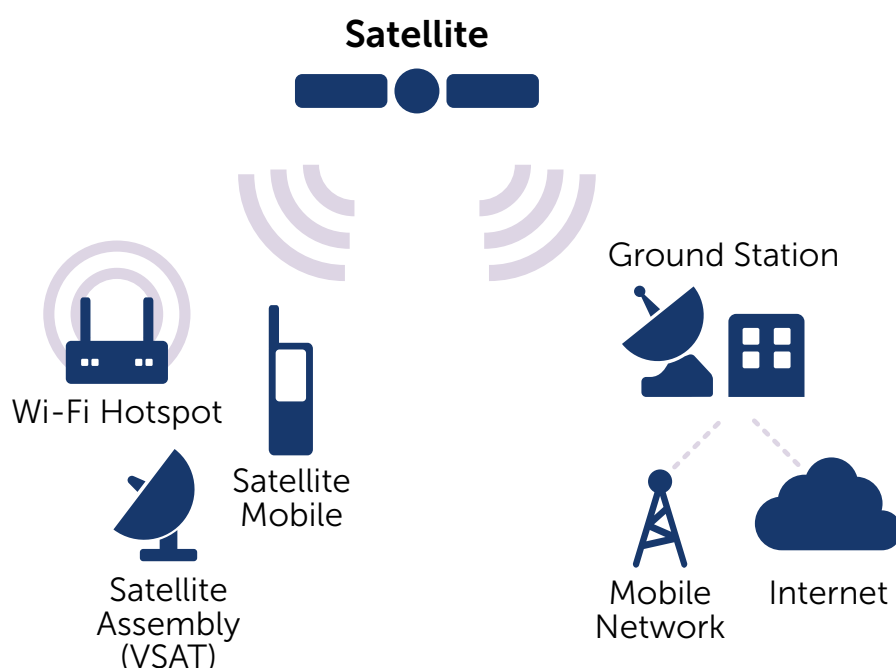 Satellite
Ground Station
Wi-Fi Hotspot
Satellite
Mobile
Satellite
Assembly
(VSAT)
Mobile
Network
Internet